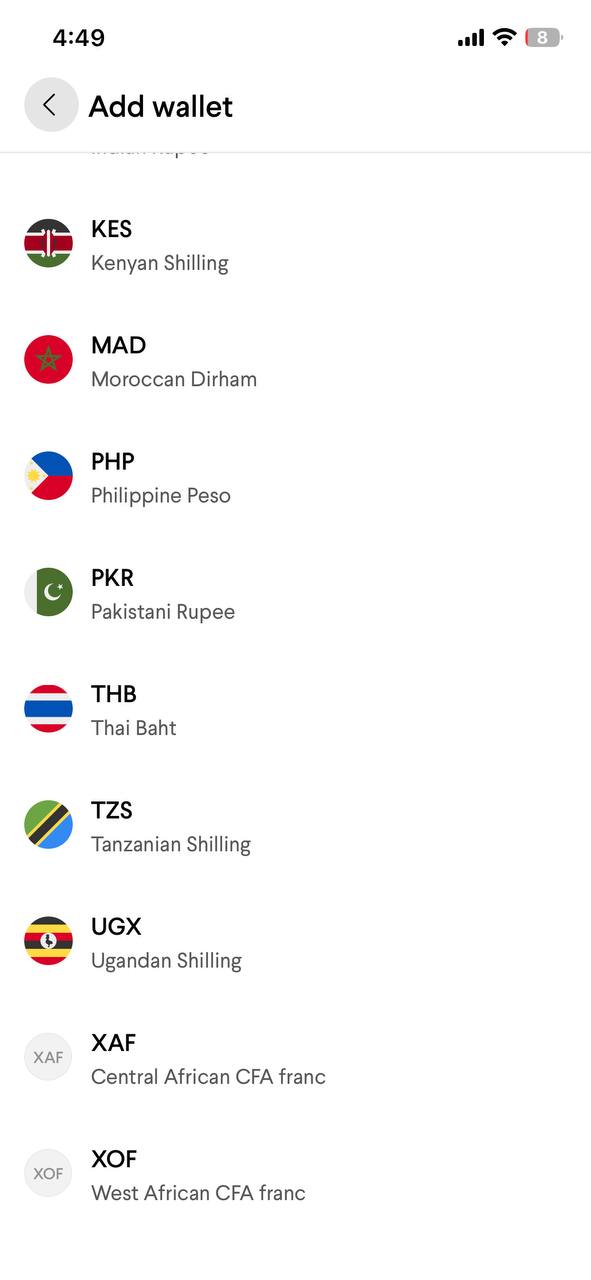 4:49
8
Add wallet
KES
Kenyan Shilling
MAD
Moroccan Dirham
PHP
Philippine Peso
PKR
Pakistani Rupee
THB
Thai Baht
TZS
Tanzanian Shilling
UGX
Ugandan Shilling
XAF
XAF
Central African CFA franc
XOF
XOF
West African CFA franc